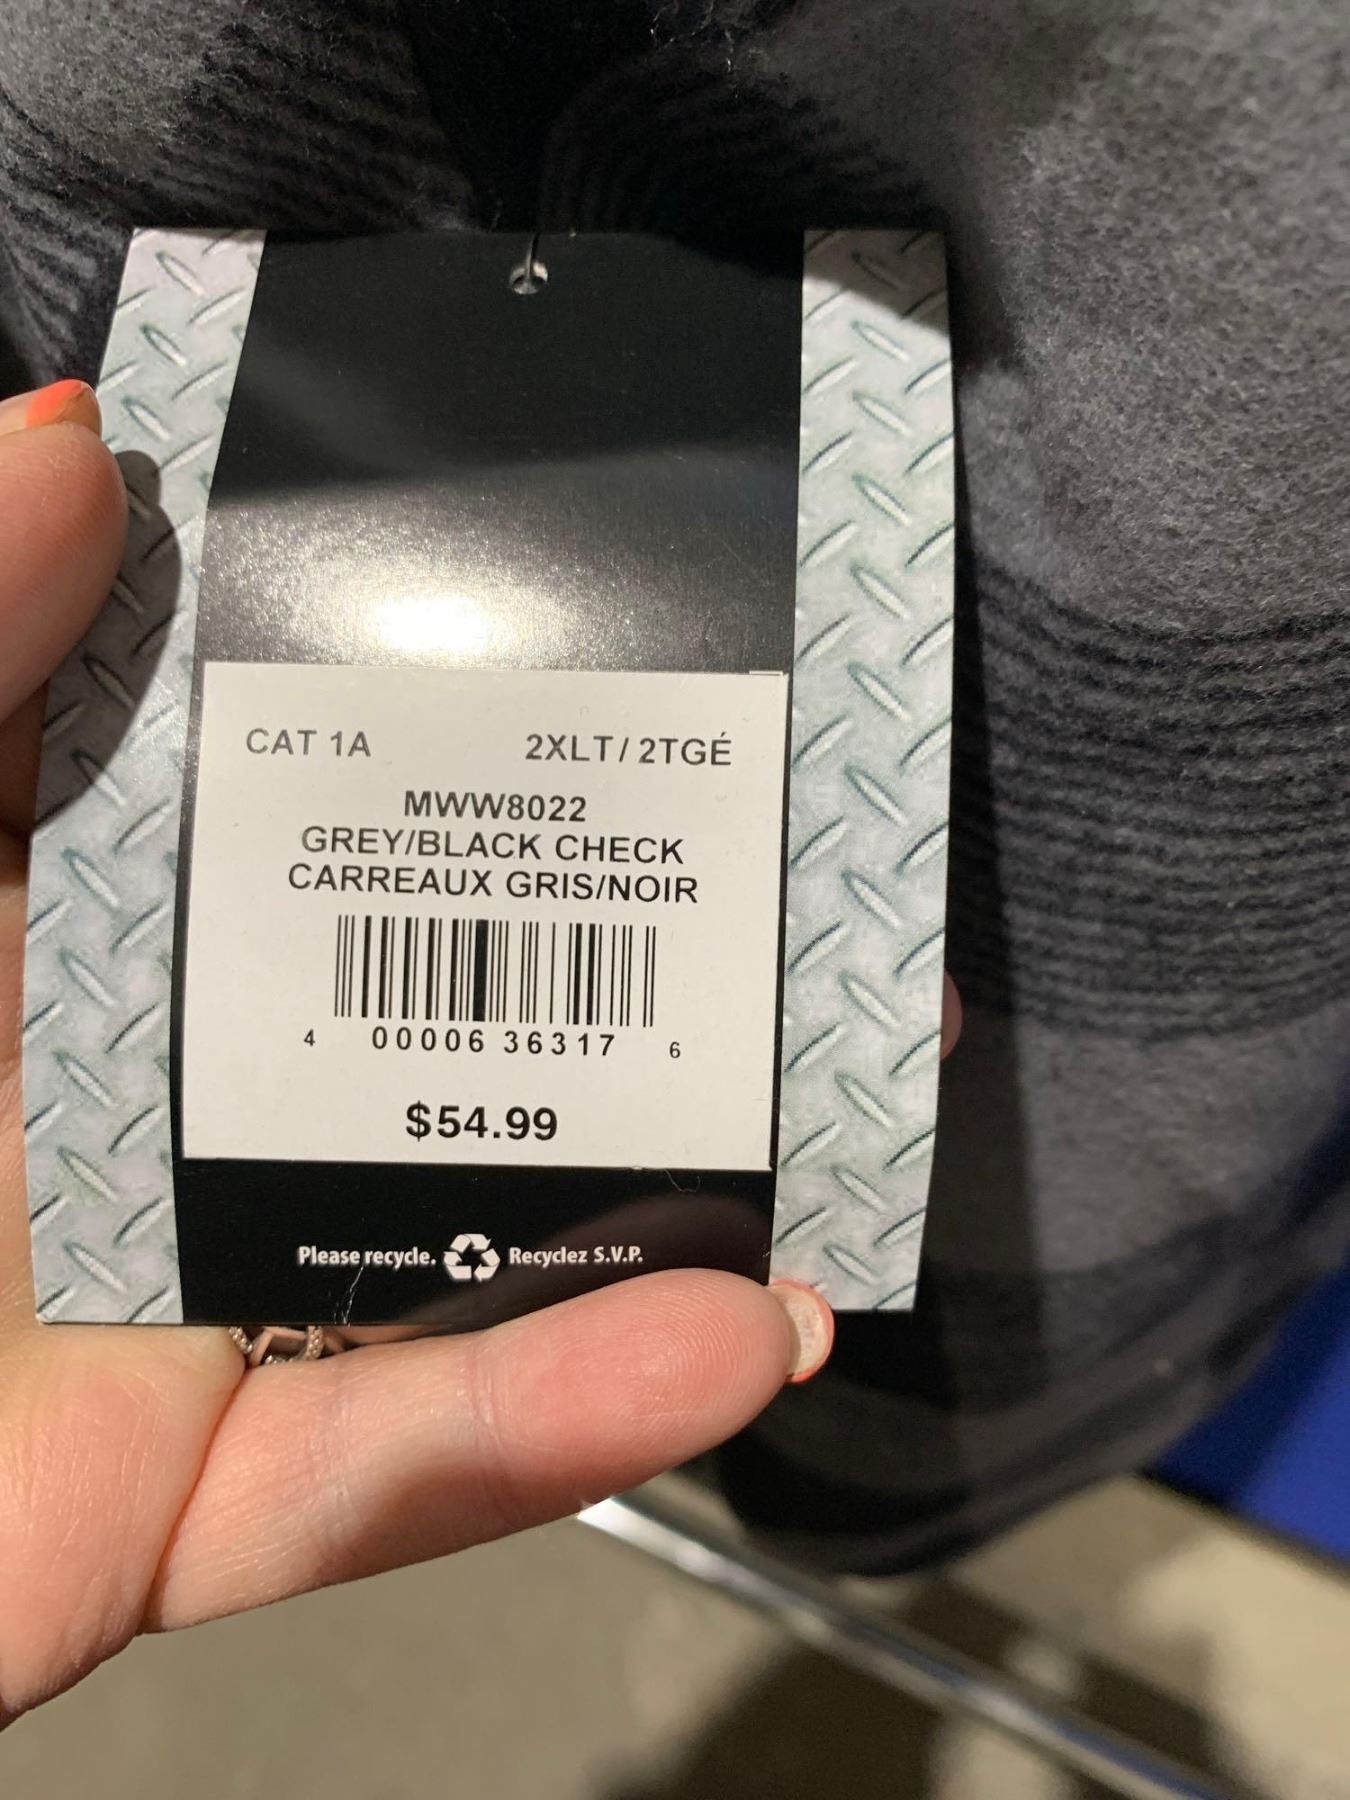 CAT 1A 2XLT/ 2TGÉ
MWW8022
GREY/BLACK CHECK
CARREAUX GRIS/NOIR
4 00006 36317 6
$54.99
Please recycle. Recyclez S.V.P.